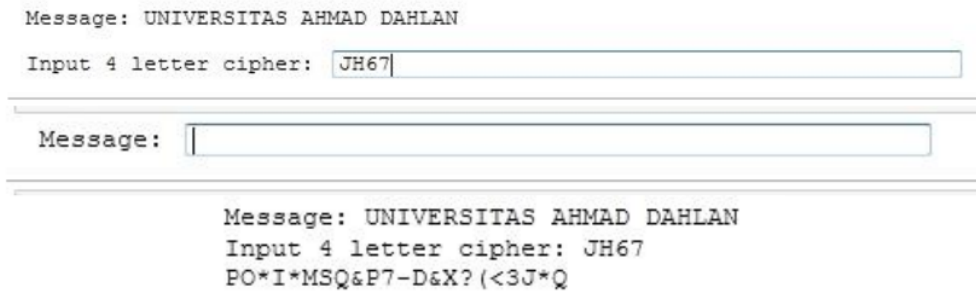 Message: UNIVERSITAS AHMAD DAHLAN
Input 4 letter cipher: JH67
Message:
Message: UNIVERSITAS AHMAD DAHLAN
Input 4 letter cipher: JH67
PO*I*MSQ&P7-D&X?(<3J*Q